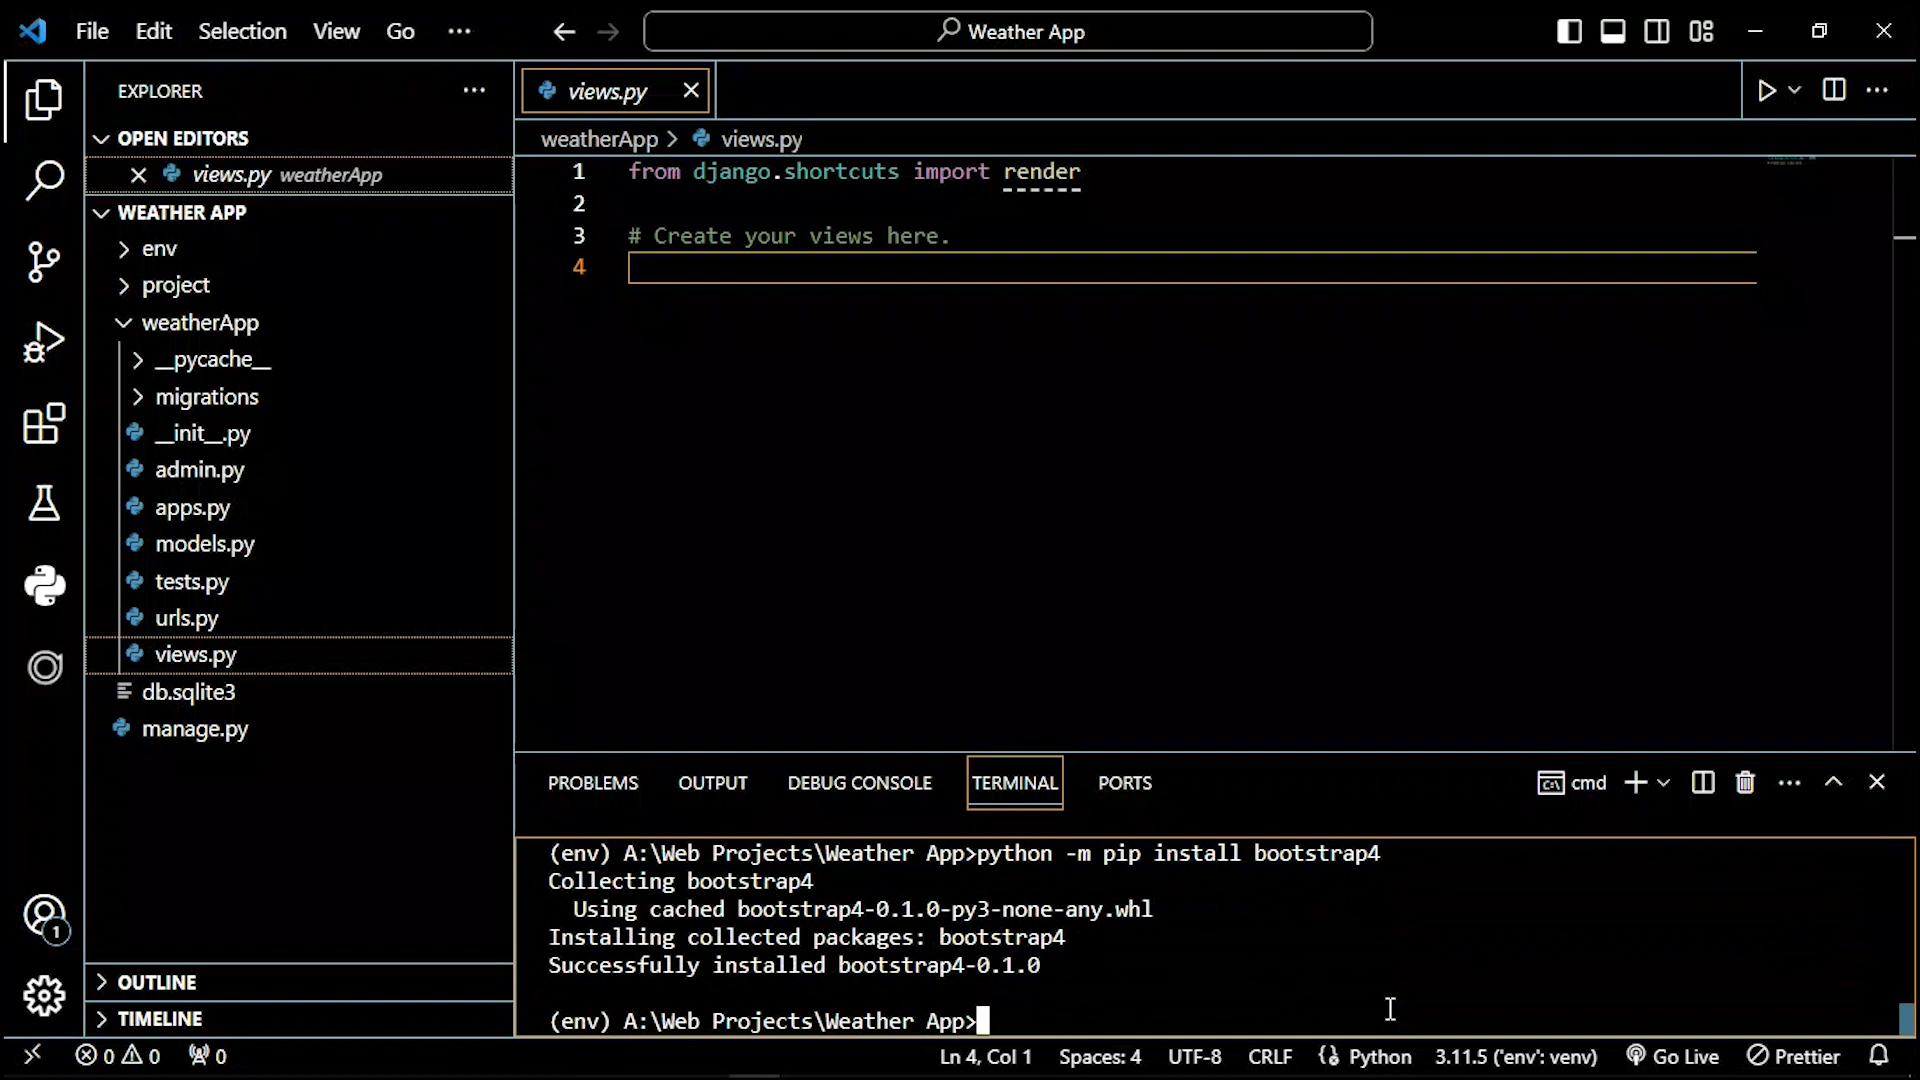 File Edit Selection View Go ··· Weather App
EXPLORER ···
OPEN EDITORS
views.py weatherApp
WEATHER APP
env
project
weatherApp
__pycache__
migrations
__init__.py
admin.py
apps.py
models.py
tests.py
urls.py
views.py
db.sqlite3
manage.py
OUTLINE
TIMELINE
1
views.py
weatherApp > views.py
1 from django.shortcuts import render
2
3 # Create your views here.
4
PROBLEMS OUTPUT DEBUG CONSOLE TERMINAL PORTS cmd
(env) A:\Web Projects\Weather App>python -m pip install bootstrap4
Collecting bootstrap4
Using cached bootstrap4-0.1.0-py3-none-any.whl
Installing collected packages: bootstrap4
Successfully installed bootstrap4-0.1.0
(env) A:\Web Projects\Weather App>
0 0 0 Ln 4, Col 1 Spaces: 4 UTF-8 CRLF Python 3.11.5 ('env': venv) Go Live Prettier